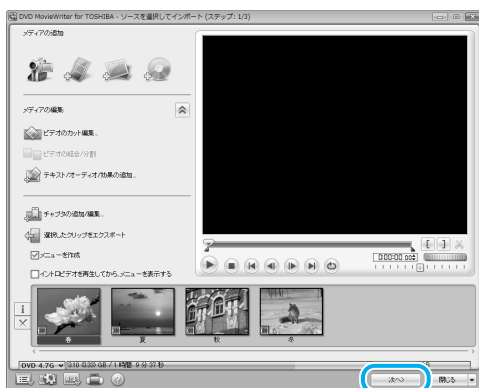 DVD MovieWriter for TOSHIBA - ソースを選択してインポート (ステップ: 1/3)
メディアの追加
メディアの編集:
ビデオのカット編集...
ビデオの結合/分割
テキスト/オーディオ/効果の追加...
チャプタの追加/編集...
選択したクリップをエクスポート
メニューを作成
イントロビデオを再生してから、メニューを表示する
0:00:00.00
春
夏
秋
冬
DVD 4.7G
次へ>
閉じる